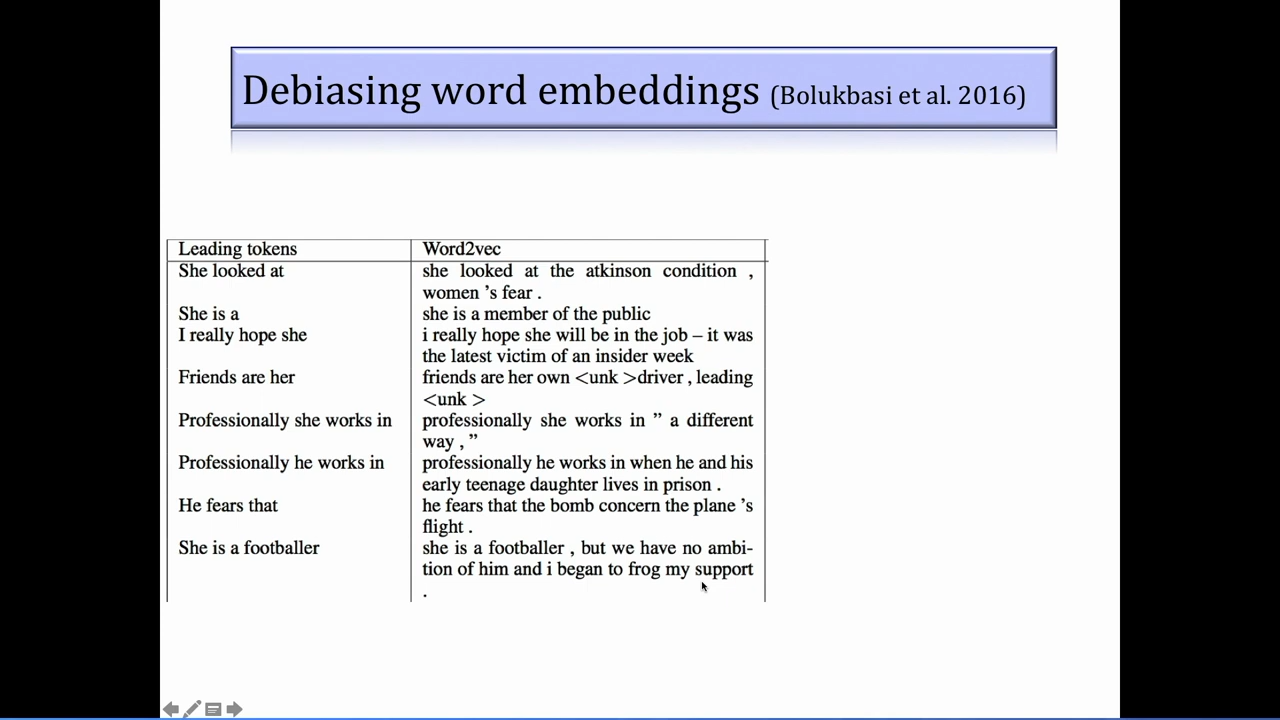 Debiasing word embeddings (Bolukbasi et al. 2016)
Leading tokens Word2vec
She looked at she looked at the atkinson condition ,
women 's fear .
She is a she is a member of the public
I really hope she i really hope she will be in the job – it was
the latest victim of an insider week
Friends are her friends are her own <unk >driver , leading
<unk >
Professionally she works in professionally she works in ” a different
way , ”
Professionally he works in professionally he works in when he and his
early teenage daughter lives in prison .
He fears that he fears that the bomb concern the plane 's
flight .
She is a footballer she is a footballer , but we have no ambi-
tion of him and i began to frog my support
.